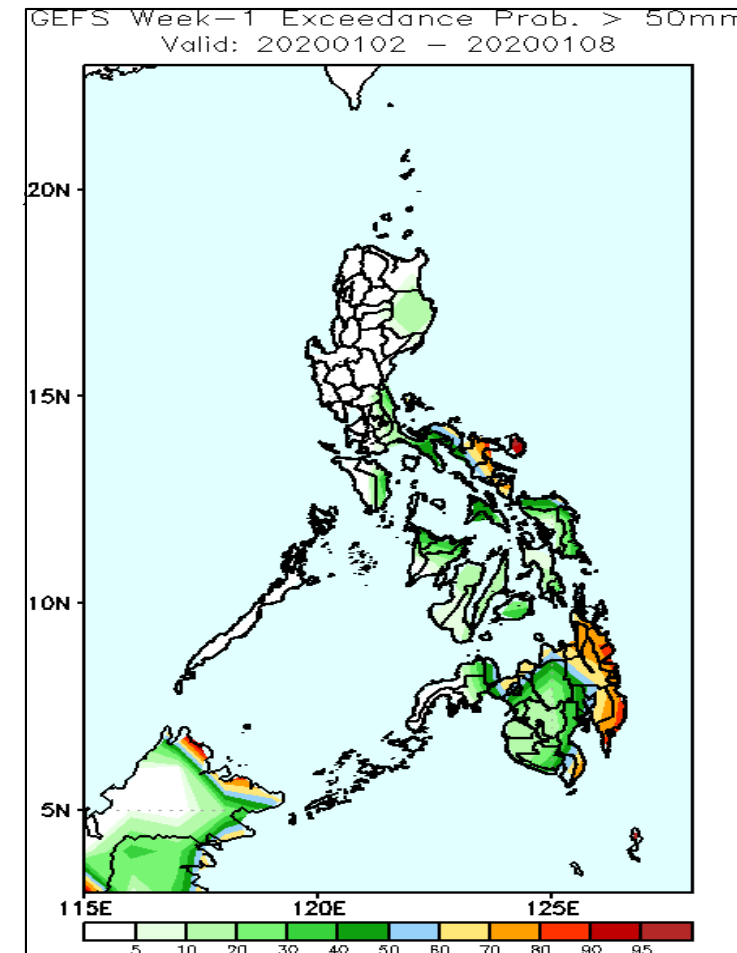 GEFS Week-1 Exceedance Prob. > 50mm
Valid: 20200102 - 20200108
20N
15N
10N
5N
115E 120E 125E
5 10 20 30 40 50 60 70 80 90 95